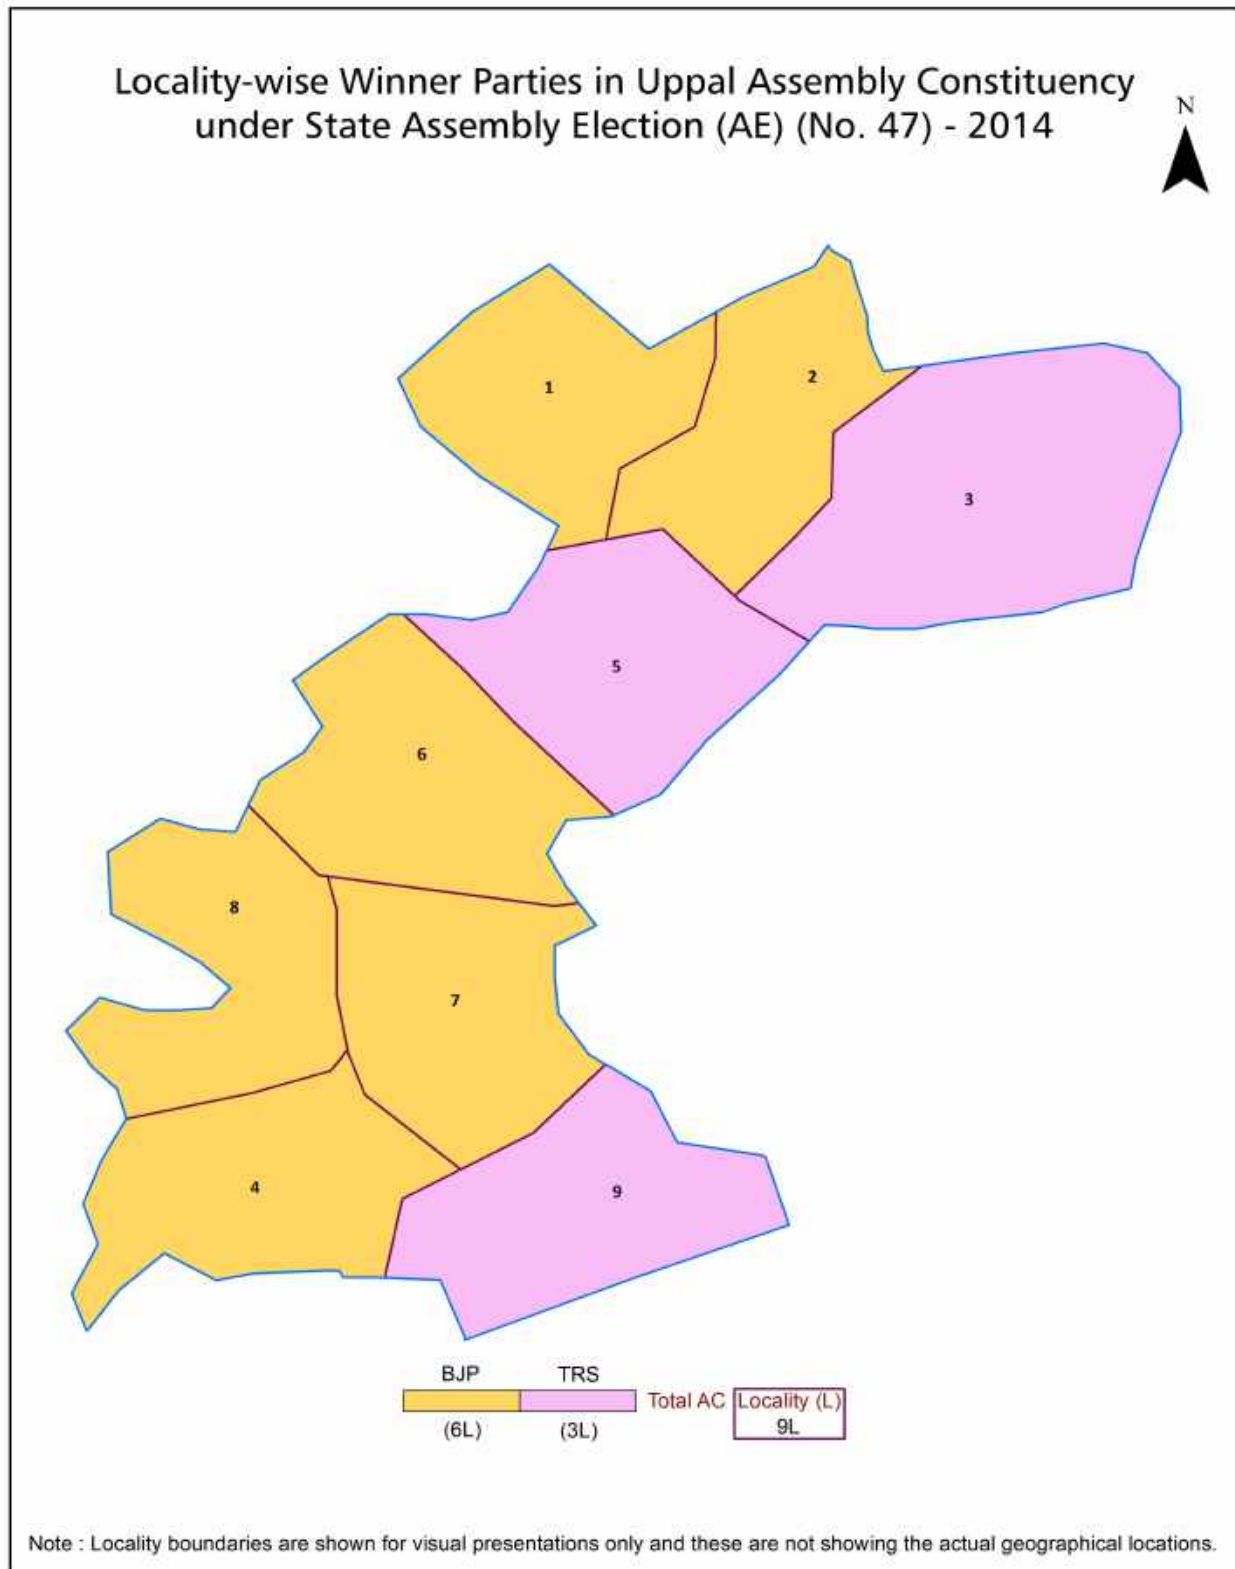 Locality-wise Winner Parties in Uppal Assembly Constituency
under State Assembly Election (AE) (No. 47) - 2014
N
1
2
3
5
6
8
7
4
9
BJP TRS
Total AC Locality (L)
(6L) (3L) 9L
Note : Locality boundaries are shown for visual presentations only and these are not showing the actual geographical locations.